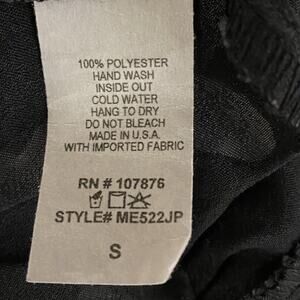 100% POLYESTER
HAND WASH
INSIDE OUT
COLD WATER
HANG TO DRY
DO NOT BLEACH
MADE IN U.S.A.
WITH IMPORTED FABRIC
RN # 107876
STYLE# ME522JP
S